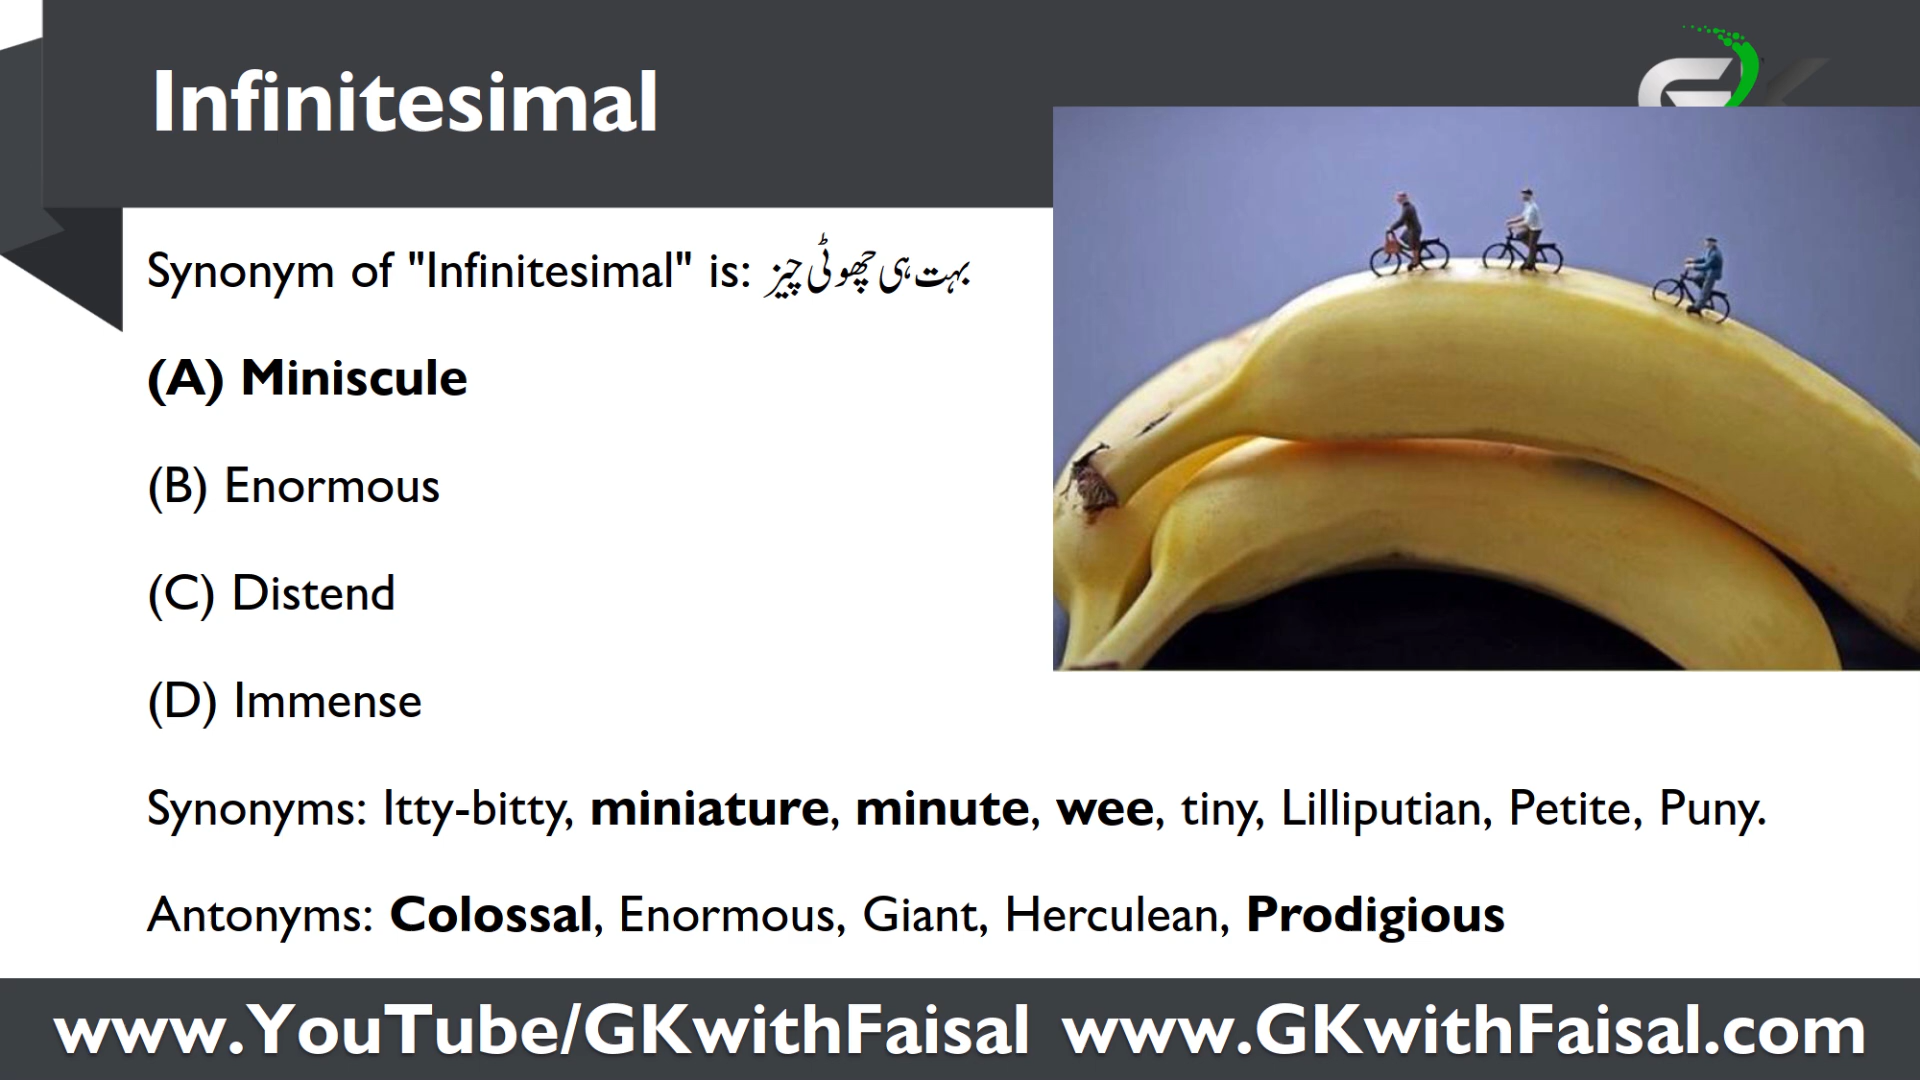 Infinitesimal
GK
Synonym of "Infinitesimal" is: بہت ہی چھوٹی چیز
(A) Miniscule
(B) Enormous
(C) Distend
(D) Immense
Synonyms: Itty-bitty, miniature, minute, wee, tiny, Lilliputian, Petite, Puny.
Antonyms: Colossal, Enormous, Giant, Herculean, Prodigious
www.YouTube/GKwithFaisal www.GKwithFaisal.com